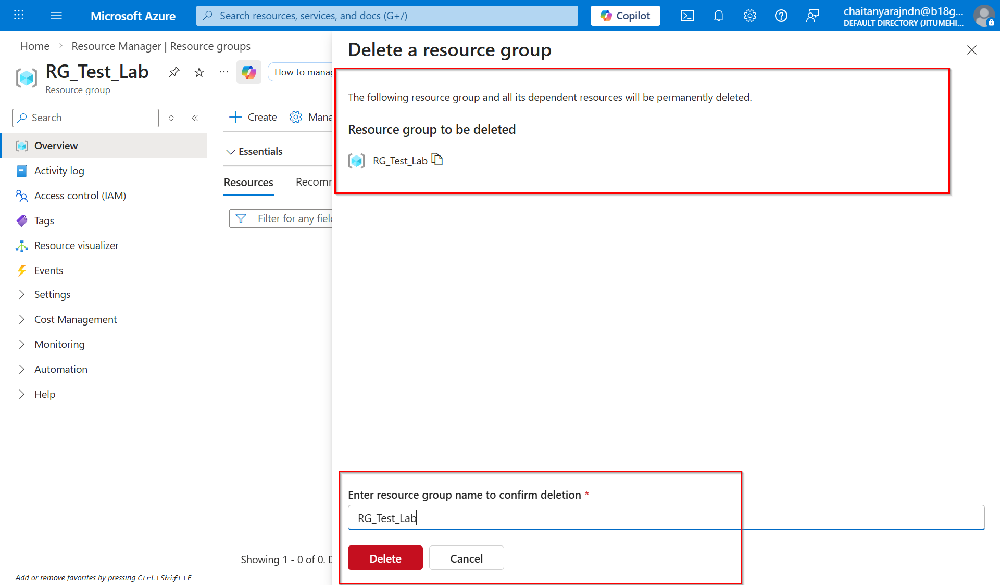 Microsoft Azure
Search resources, services, and docs (G+/)
Copilot
chaitanyarajndn@b18g...
DEFAULT DIRECTORY (JITUMEHI...
Home
Resource Manager | Resource groups
RG_Test_Lab
Resource group
How to manag
Search
Create
Mana
Overview
Activity log
Access control (IAM)
Tags
Resource visualizer
Events
Settings
Cost Management
Monitoring
Automation
Help
Essentials
Resources
Recomm
Filter for any field
Showing 1 - 0 of 0. D
Add or remove favorites by pressing Ctrl+Shift+F
Delete a resource group
The following resource group and all its dependent resources will be permanently deleted.
Resource group to be deleted
RG_Test_Lab
Enter resource group name to confirm deletion *
RG_Test_Lab
Delete
Cancel